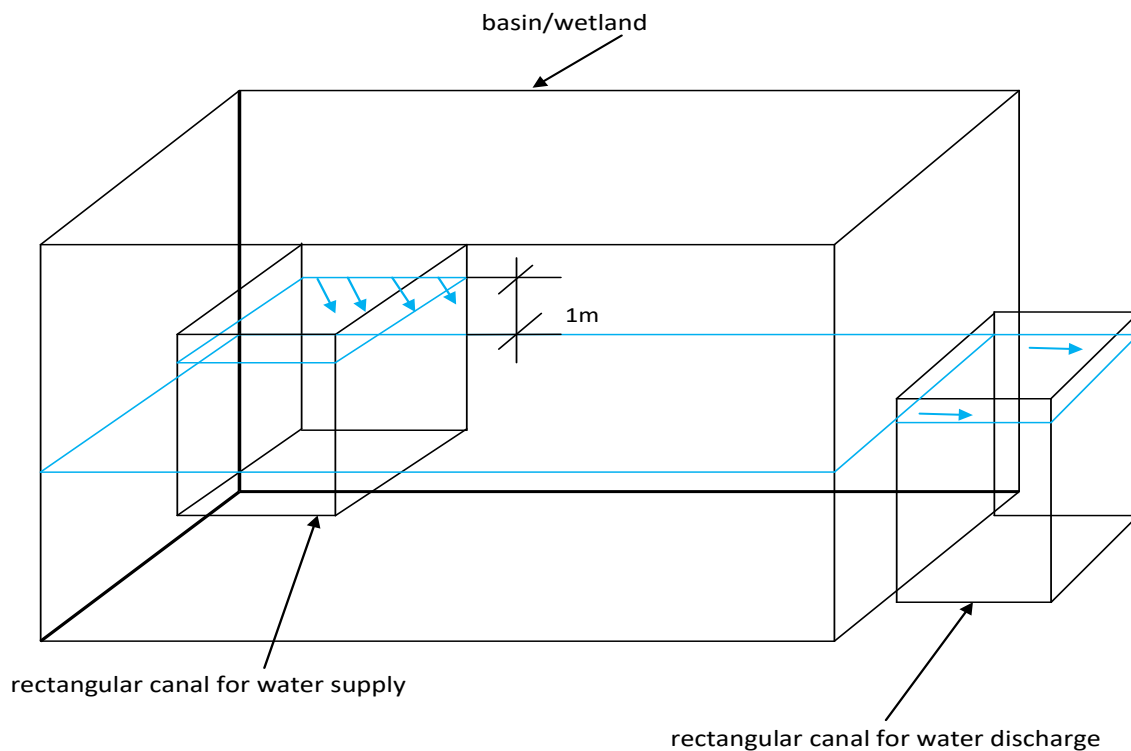 basin/wetland
1m
rectangular canal for water supply
rectangular canal for water discharge